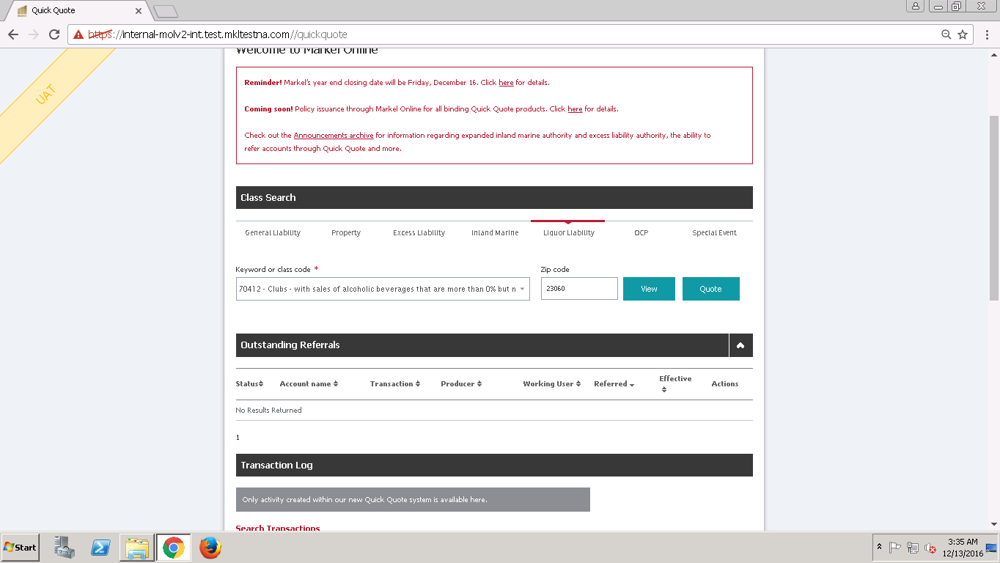 Quick Quote
https://internal-molv2-int.test.mkltestna.com//quickquote
UAT
Welcome to Markel Online
Reminder! Markel's year end closing date will be Friday, December 16. Click here for details.
Coming soon! Policy issuance through Markel Online for all binding Quick Quote products. Click here for details.
Check out the Announcements archive for information regarding expanded inland marine authority and excess liability authority, the ability to
refer accounts through Quick Quote and more.
Class Search
General Liability Property Excess Liability Inland Marine Liquor Liability OCP Special Event
Keyword or class code * Zip code
70412 - Clubs - with sales of alcoholic beverages that are more than 0% but n 23060 View Quote
Outstanding Referrals
Status Account name Transaction Producer Working User Referred Effective Actions
No Results Returned
1
Transaction Log
Only activity created within our new Quick Quote system is available here.
Search Transactions
Start
3:35 AM
12/13/2016